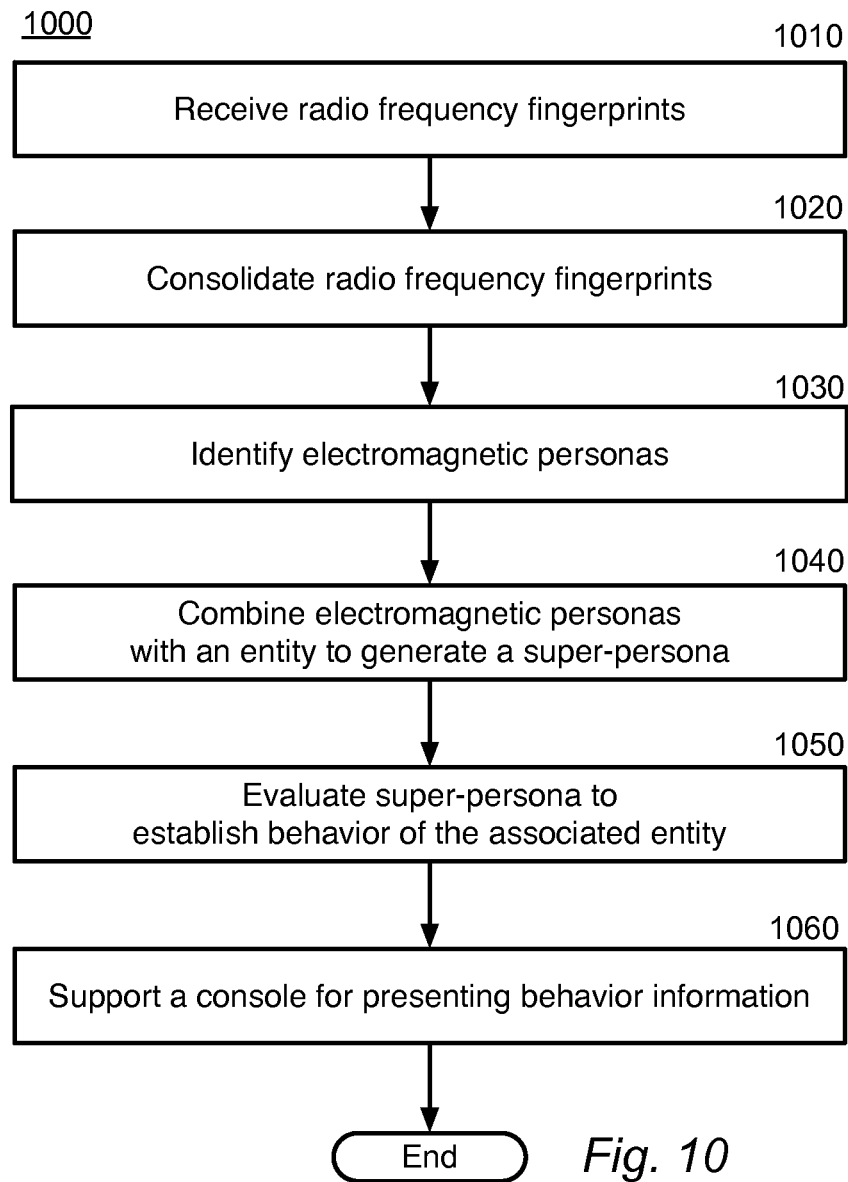 1000
1010
Receive radio frequency fingerprints
1020
Consolidate radio frequency fingerprints
1030
Identify electromagnetic personas
1040
Combine electromagnetic personas
with an entity to generate a super-persona
1050
Evaluate super-persona to
establish behavior of the associated entity
1060
Support a console for presenting behavior information
End
Fig. 10